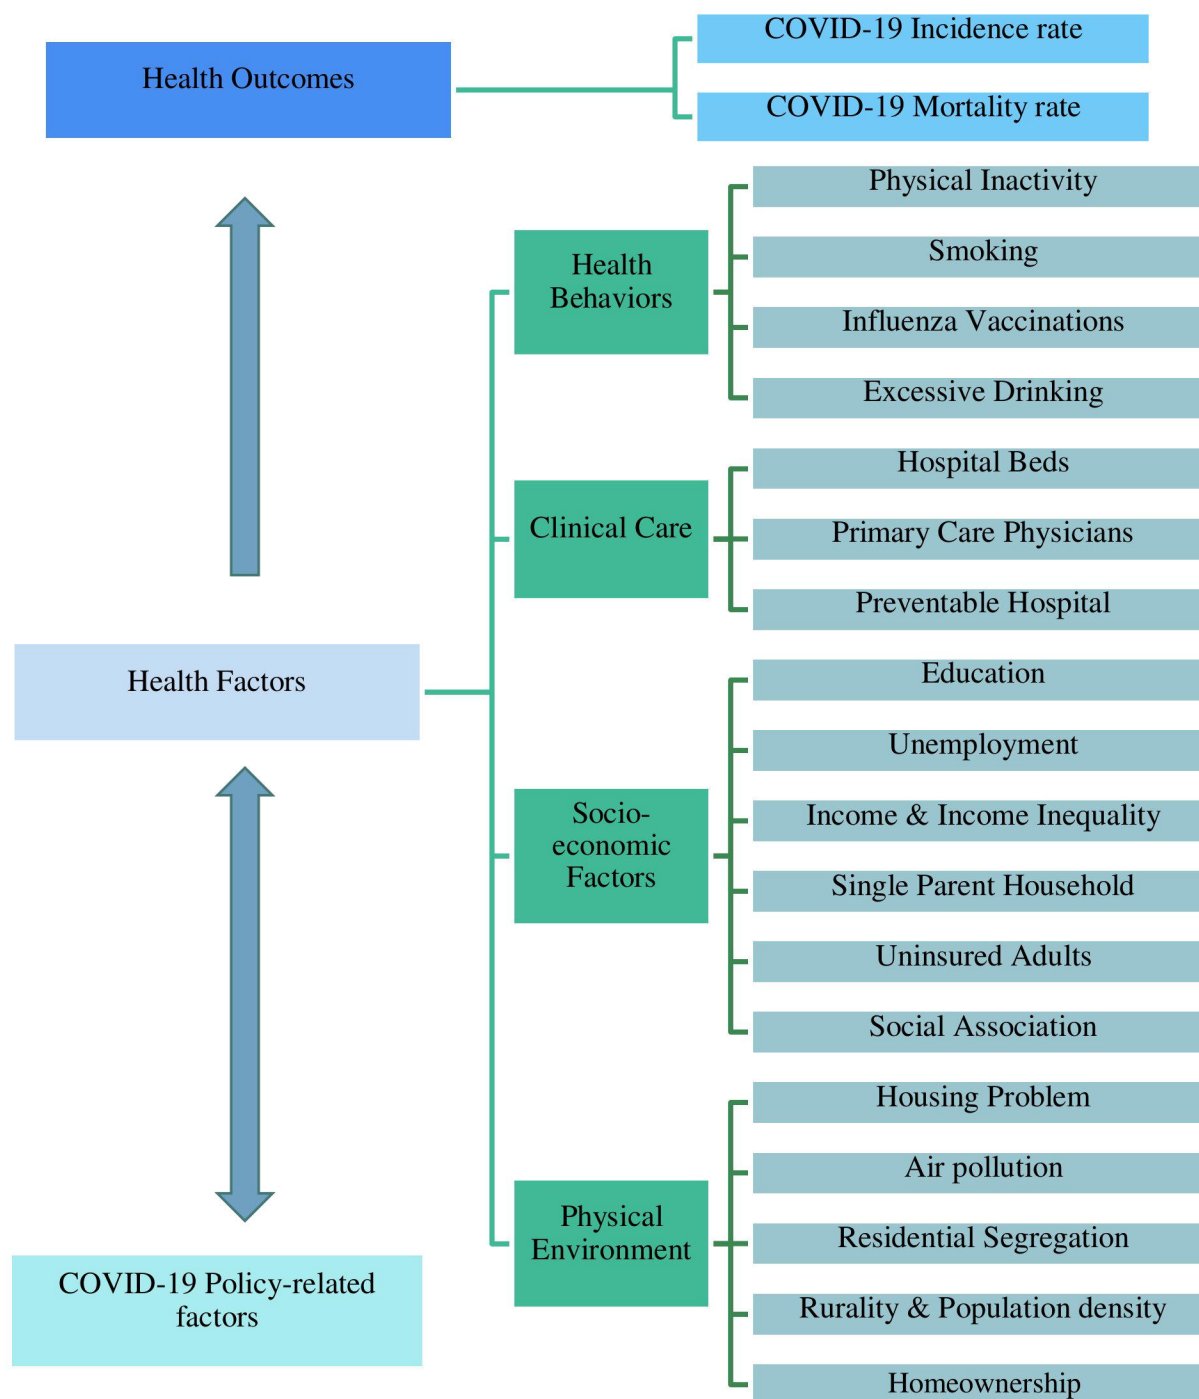 Health Outcomes
COVID-19 Incidence rate
COVID-19 Mortality rate
Health Factors
Health
Behaviors
Physical Inactivity
Smoking
Influenza Vaccinations
Excessive Drinking
Clinical Care
Hospital Beds
Primary Care Physicians
Preventable Hospital
Socio-
economic
Factors
Education
Unemployment
Income & Income Inequality
Single Parent Household
Uninsured Adults
Social Association
Physical
Environment
Housing Problem
Air pollution
Residential Segregation
Rurality & Population density
Homeownership
COVID-19 Policy-related
factors